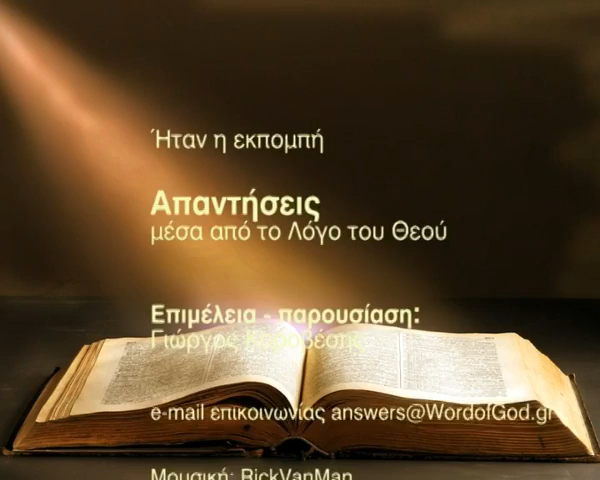 Ήταν η εκπομπή
Απαντήσεις
μέσα από το Λόγο του Θεού
Επιμέλεια - παρουσίαση:
Γιώργος
e-mail επικοινωνίας answers@WordofGod.gr
Μουσική: RickVanMan